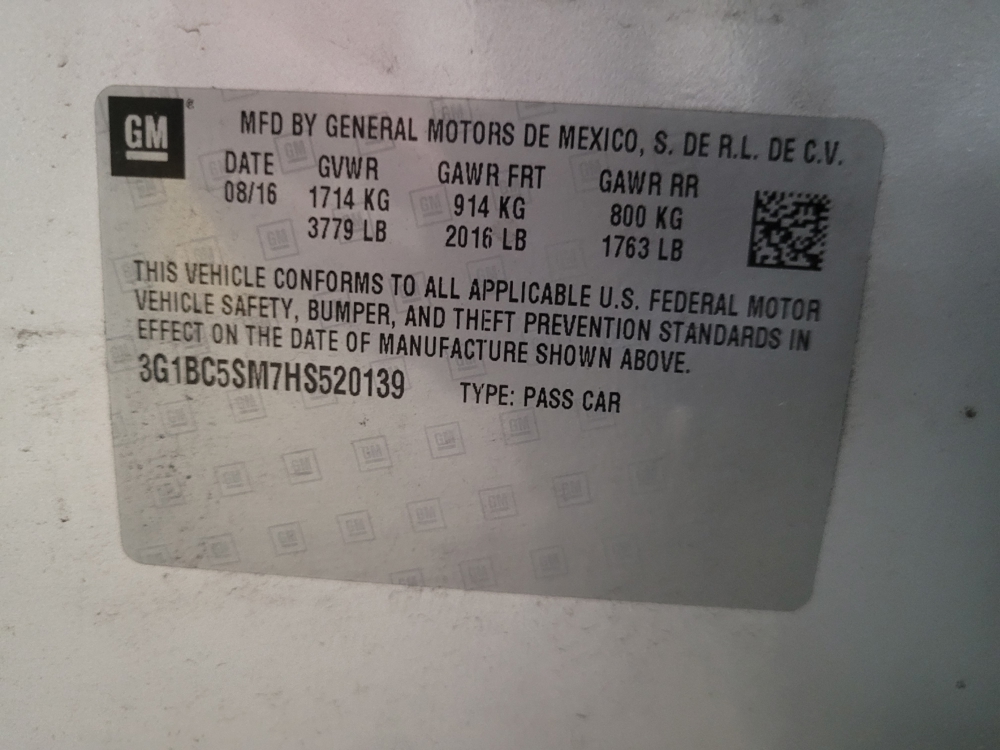 GM
MFD BY GENERAL MOTORS DE MEXICO, S. DE R.L. DE C.V.
DATE GVWR GAWR FRT GAWR RR
08/16 1714 KG 914 KG 800 KG
3779 LB 2016 LB 1763 LB
THIS VEHICLE CONFORMS TO ALL APPLICABLE U.S. FEDERAL MOTOR
VEHICLE SAFETY, BUMPER, AND THEFT PREVENTION STANDARDS IN
EFFECT ON THE DATE OF MANUFACTURE SHOWN ABOVE.
3G1BC5SM7HS520139 TYPE: PASS CAR